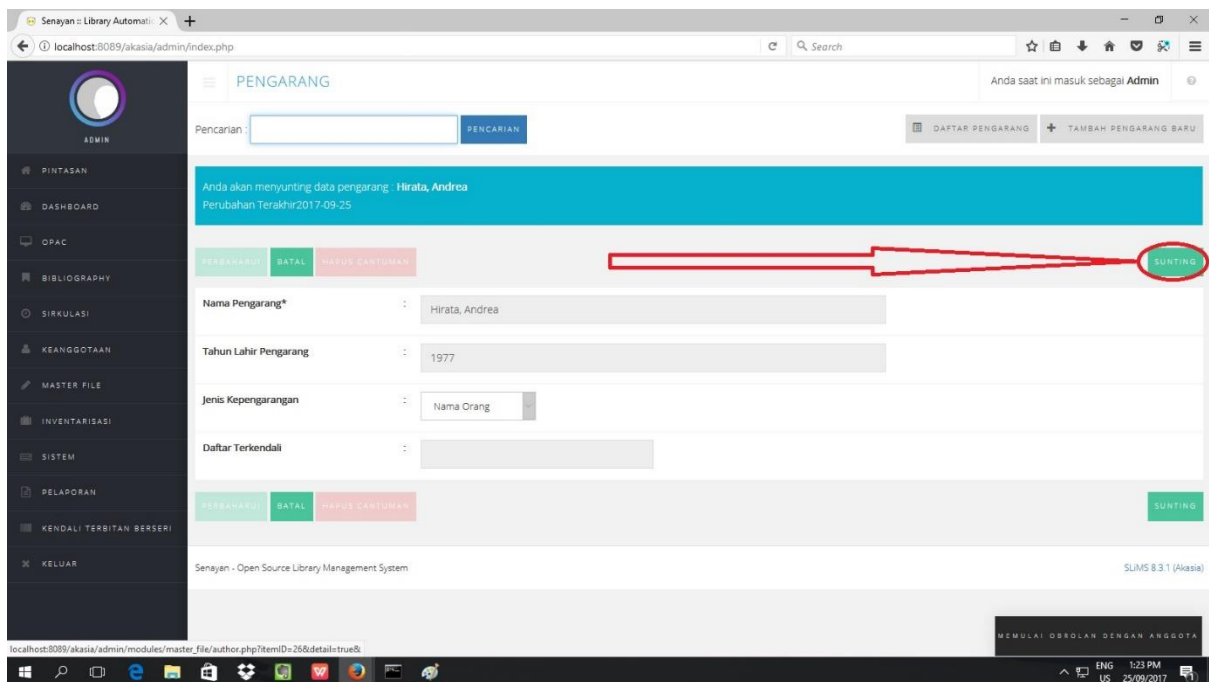 Senayan :: Library Automatic
localhost:8089/akasia/admin/index.php
Search
ADMIN
PINTASAN
DASHBOARD
OPAC
BIBLIOGRAPHY
SIRKULASI
KEANGGOTAAN
MASTER FILE
INVENTARISASI
SISTEM
PELAPORAN
KENDALI TERBITAN BERSERI
KELUAR
PENGARANG
Anda saat ini masuk sebagai Admin
Pencarian :
PENCARIAN
DAFTAR PENGARANG
TAMBAH PENGARANG BARU
Anda akan menyunting data pengarang : Hirata, Andrea
Perubahan Terakhir2017-09-25
PERBAHARUI BATAL HAPUS CANTUMAN SUNTING
Nama Pengarang* : Hirata, Andrea
Tahun Lahir Pengarang : 1977
Jenis Kepengarangan : Nama Orang
Daftar Terkendali :
PERBAHARUI BATAL HAPUS CANTUMAN SUNTING
Senayan - Open Source Library Management System
SLiMS 8.3.1 (Akasia)
MEMULAI OBROLAN DENGAN ANGGOTA
localhost:8089/akasia/admin/modules/master_file/author.php?itemID=26&detail=true&
ENG 1:23 PM
US 25/09/2017